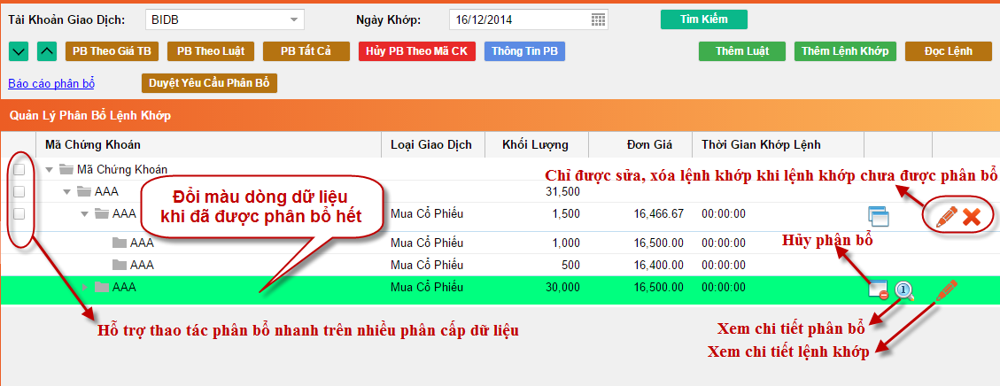 Tài Khoản Giao Dịch: BIDB Ngày Khớp: 16/12/2014 Tìm Kiếm
PB Theo Giá TB PB Theo Luật PB Tất Cả Hủy PB Theo Mã CK Thông Tin PB Thêm Luật Thêm Lệnh Khớp Đọc Lệnh
Báo cáo phân bổ Duyệt Yêu Cầu Phân Bổ
Quản Lý Phân Bổ Lệnh Khớp
Mã Chứng Khoán Loại Giao Dịch Khối Lượng Đơn Giá Thời Gian Khớp Lệnh
Mã Chứng Khoán
Chỉ được sửa, xóa lệnh khớp khi lệnh khớp chưa được phân bổ
AAA 31,500
Đổi màu dòng dữ liệu
khi đã được phân bổ hết
AAA Mua Cổ Phiếu 1,500 16,466.67 00:00:00
Hủy phân bổ
AAA Mua Cổ Phiếu 1,000 16,500.00 00:00:00
AAA Mua Cổ Phiếu 500 16,400.00 00:00:00
AAA Mua Cổ Phiếu 30,000 16,500.00 00:00:00
Hỗ trợ thao tác phân bổ nhanh trên nhiều phân cấp dữ liệu
Xem chi tiết phân bổ
Xem chi tiết lệnh khớp